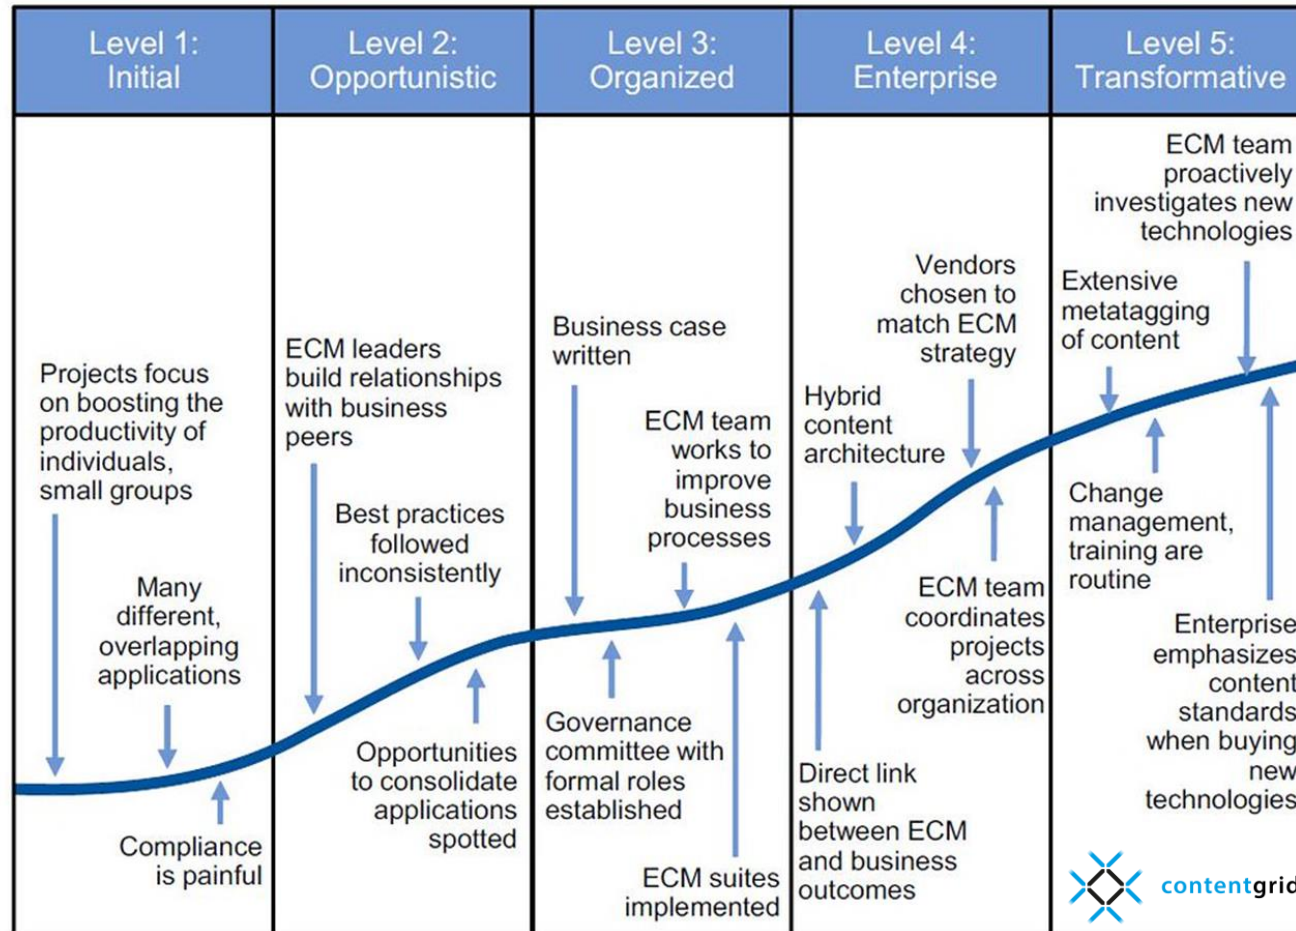 Level 1:
Initial
Level 2:
Opportunistic
Level 3:
Organized
Level 4:
Enterprise
Level 5:
Transformative
Projects focus
on boosting the
productivity of
individuals,
small groups
Many
different,
overlapping
applications
Compliance
is painful
ECM leaders
build relationships
with business
peers
Best practices
followed
inconsistently
Opportunities
to consolidate
applications
spotted
Business case
written
ECM team
works to
improve
business
processes
Governance
committee with
formal roles
established
ECM suites
implemented
Vendors
chosen to
match ECM
strategy
Hybrid
content
architecture
ECM team
coordinates
projects
across
organization
Direct link
shown
between ECM
and business
outcomes
ECM team
proactively
investigates new
technologies
Extensive
metatagging
of content
Change
management,
training are
routine
Enterprise
emphasizes
content
standards
when buying
new
technologies
contentgrid